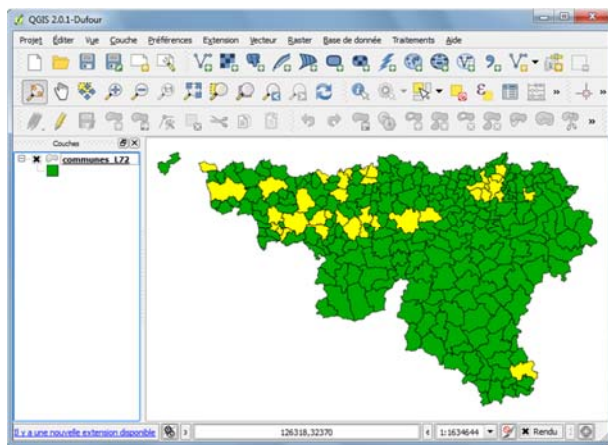 QGIS 2.0.1-Dufour
Projet Éditer Vue Couche Préférences Extension Vecteur Raster Base de donnée Traitements Aide
Couches
communes_L72
Il y a une nouvelle extension disponible
126318,32370
1:1634644
Rendu